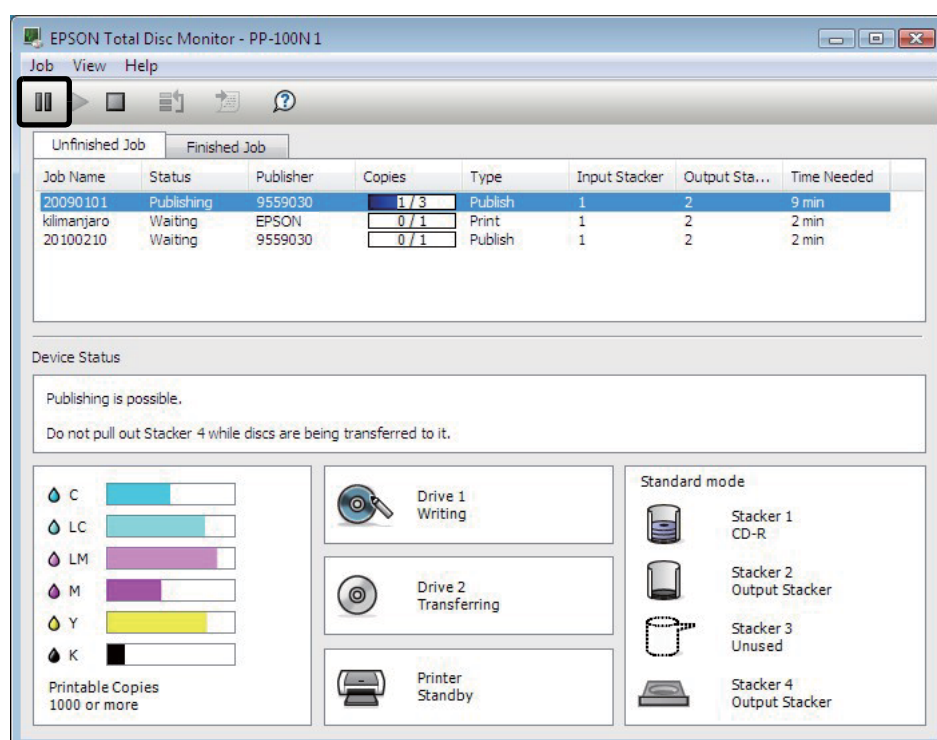 EPSON Total Disc Monitor - PP-100N 1
Job View Help
Unfinished Job Finished Job
Job Name Status Publisher Copies Type Input Stacker Output Sta... Time Needed
20090101 Publishing 9559030 1 / 3 Publish 1 2 9 min
kilimanjaro Waiting EPSON 0 / 1 Print 1 2 2 min
20100210 Waiting 9559030 0 / 1 Publish 1 2 2 min
Device Status
Publishing is possible.
Do not pull out Stacker 4 while discs are being transferred to it.
C
LC
LM
M
Y
K
Printable Copies
1000 or more
Drive 1
Writing
Drive 2
Transferring
Printer
Standby
Standard mode
Stacker 1
CD-R
Stacker 2
Output Stacker
Stacker 3
Unused
Stacker 4
Output Stacker